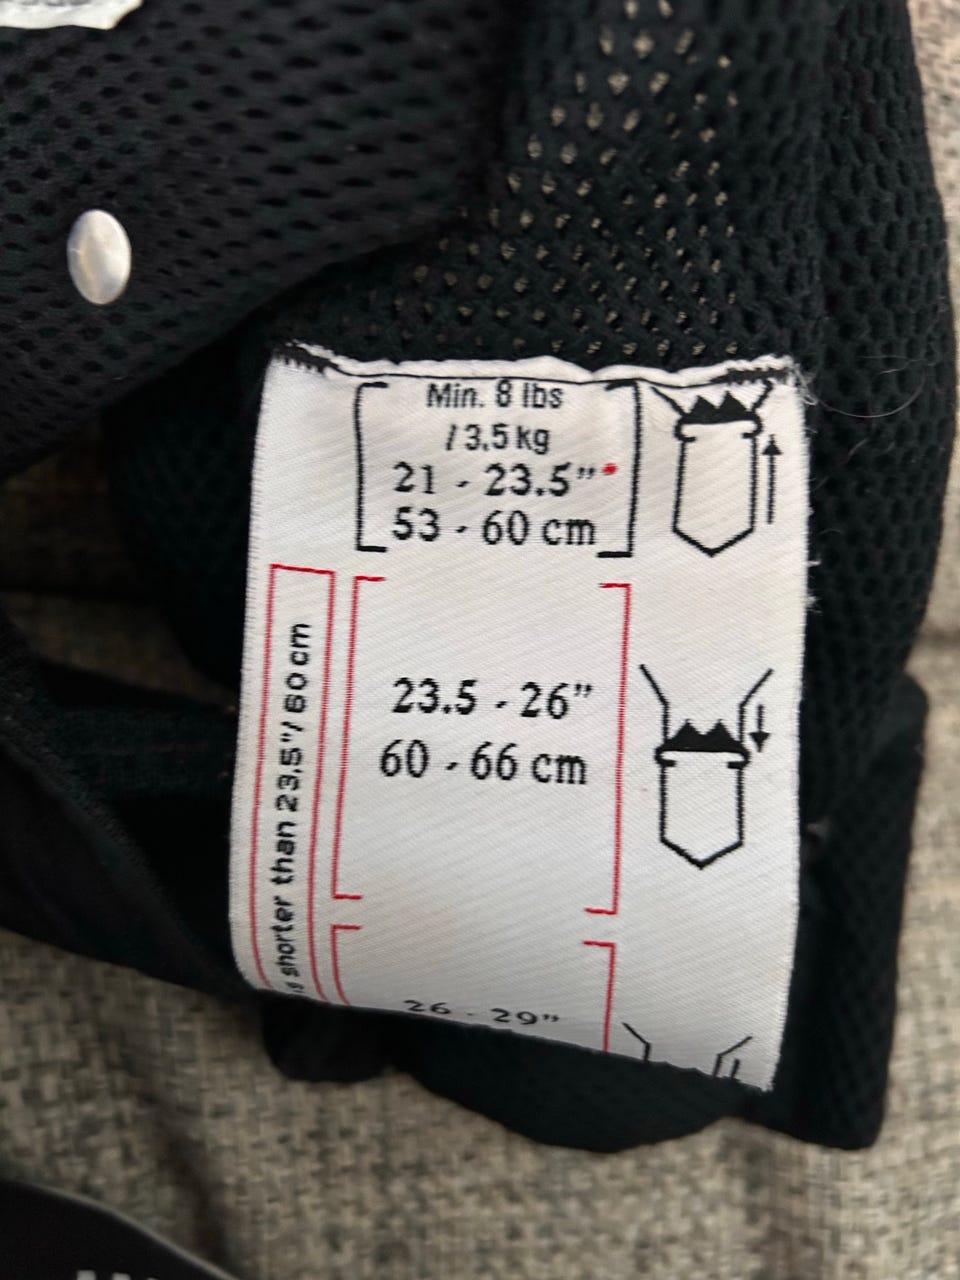 Min. 8 lbs
/ 3.5 kg
21 - 23.5”•
53 - 60 cm
23.5 - 26”
60 - 66 cm
shorter than 23.5”/ 60 cm
26 - 29”